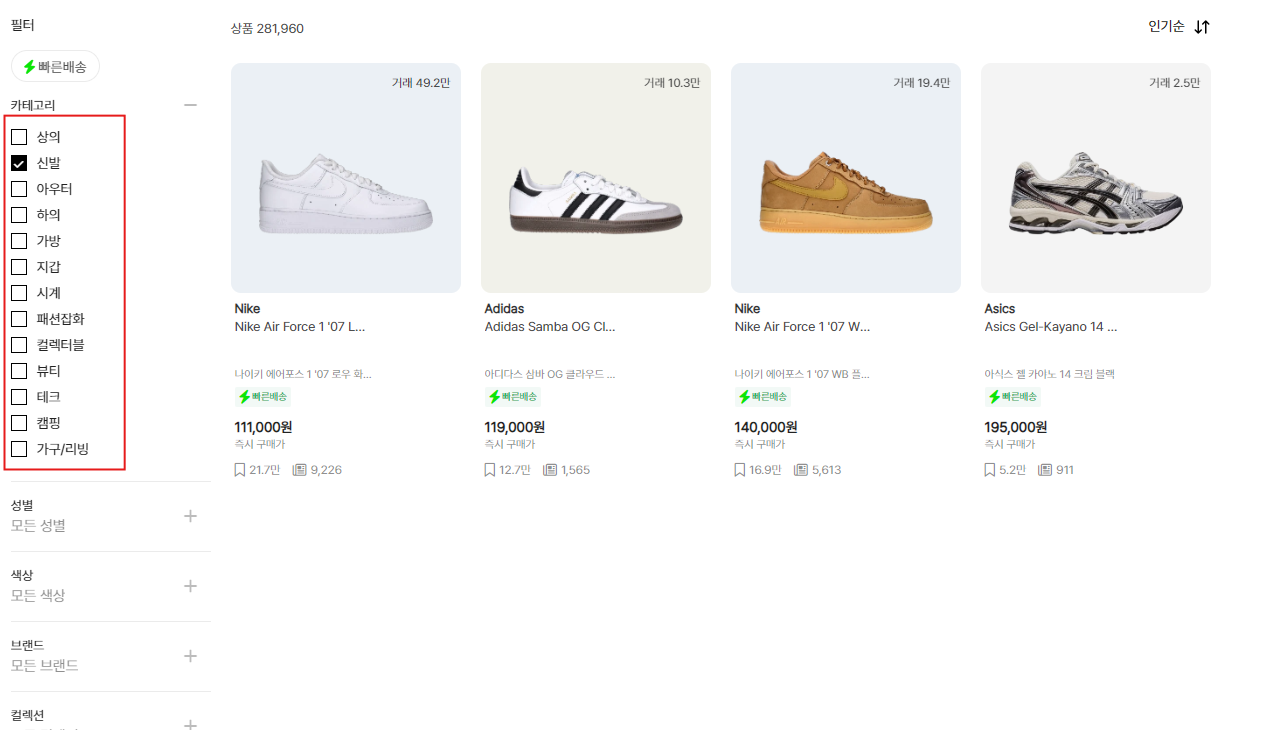 필터
상품 281,960
인기순
빠른배송
카테고리
상의
신발
아우터
하의
가방
지갑
시계
패션잡화
컬렉터블
뷰티
테크
캠핑
가구/리빙
성별
모든 성별
색상
모든 색상
브랜드
모든 브랜드
컬렉션
거래 49.2만
Nike
Nike Air Force 1 '07 L...
나이키 에어포스 1 '07 로우 화...
빠른배송
111,000원
즉시 구매가
21.7만 9,226
거래 10.3만
Adidas
Adidas Samba OG Cl...
아디다스 삼바 OG 클라우드 ...
빠른배송
119,000원
즉시 구매가
12.7만 1,565
거래 19.4만
Nike
Nike Air Force 1 '07 W...
나이키 에어포스 1 '07 WB 플...
빠른배송
140,000원
즉시 구매가
16.9만 5,613
거래 2.5만
Asics
Asics Gel-Kayano 14 ...
아식스 젤 카야노 14 크림 블랙
빠른배송
195,000원
즉시 구매가
5.2만 911